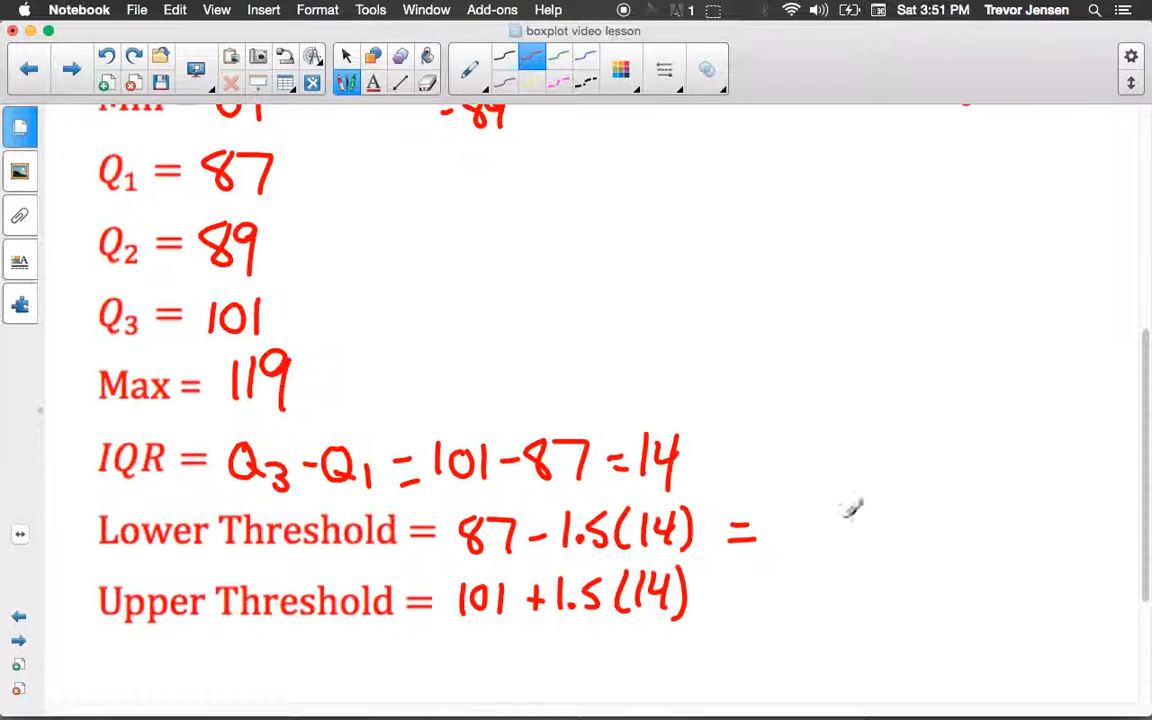 Notebook File Edit View Insert Format Tools Window Add-ons Help 1 Sat 3:51 PM Trevor Jensen
boxplot video lesson
- 89
Q1 = 87
Q2 = 89
Q3 = 101
Max = 119
IQR = Q3 - Q1 = 101 - 87 = 14
Lower Threshold = 87 - 1.5(14) =
Upper Threshold = 101 + 1.5(14)